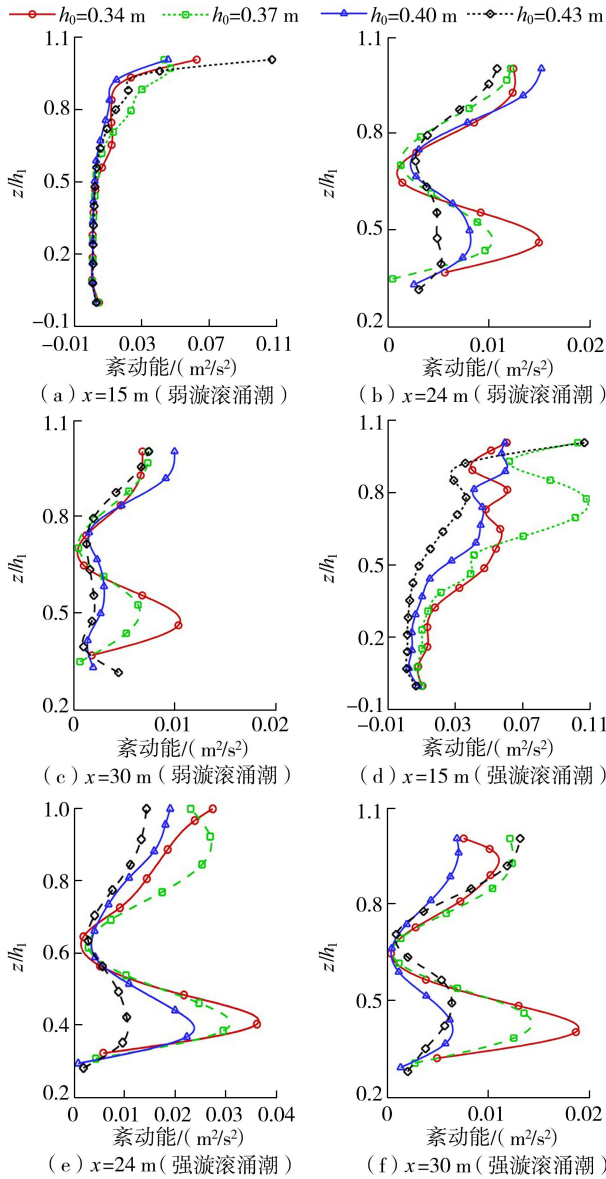 h₀=0.34 m h₀=0.37 m h₀=0.40 m h₀=0.43 m
1.1 1.1
0.8 0.8
z/h₁ z/h₁
0.5 0.5
0.2
−0.1 0.2
−0.01 0.03 0.07 0.11 0 0.01 0.02
紊动能/(m²/s²) 紊动能/(m²/s²)
(a) x=15 m(弱漩滚涌潮) (b) x=24 m(弱漩滚涌潮)
1.1 1.1
0.8 0.8
z/h₁ z/h₁
0.5 0.5
0.2
0.2 −0.1
0 0.01 0.02 −0.01 0.03 0.07 0.11
紊动能/(m²/s²) 紊动能/(m²/s²)
(c) x=30 m(弱漩滚涌潮) (d) x=15 m(强漩滚涌潮)
1.0 1.1
0.8 0.8
z/h₁ z/h₁
0.6
0.5
0.4
0.2 0.2
0 0.01 0.02 0.03 0.04 0 0.01 0.02
紊动能/(m²/s²) 紊动能/(m²/s²)
(e) x=24 m(强漩滚涌潮) (f) x=30 m(强漩滚涌潮)